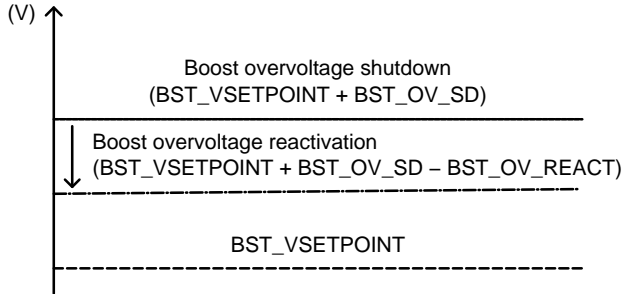 (V)
Boost overvoltage shutdown
(BST_VSETPOINT + BST_OV_SD)
Boost overvoltage reactivation
(BST_VSETPOINT + BST_OV_SD – BST_OV_REACT)
BST_VSETPOINT